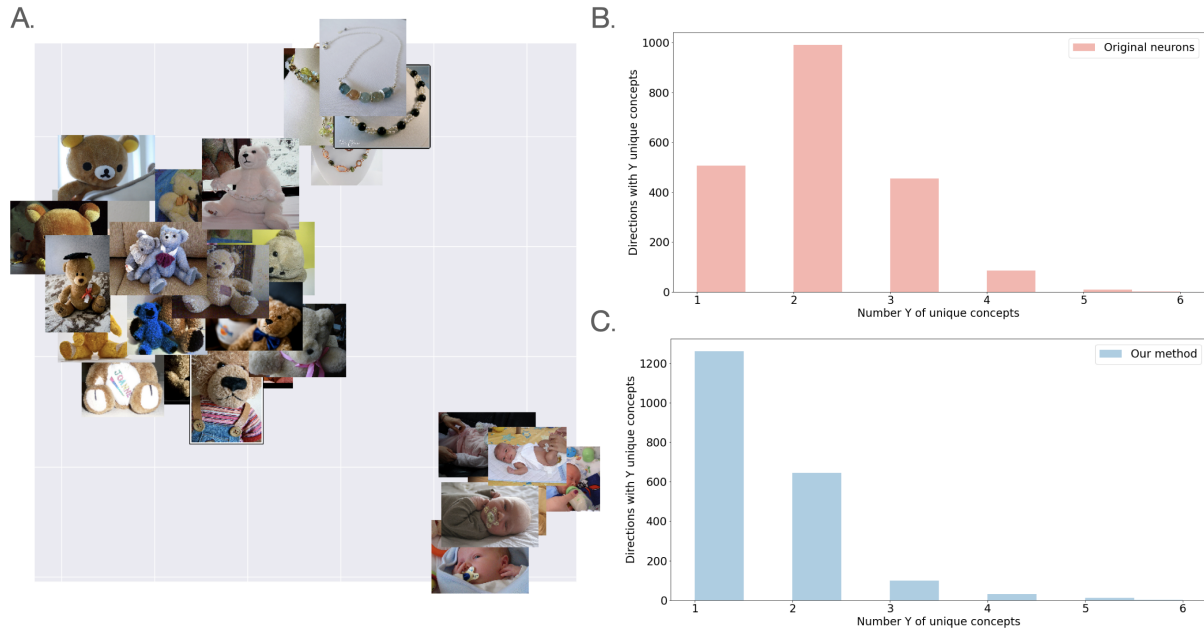 A.
B.
1000
800
600
400
200
0
Directions with Y unique concepts
Original neurons
1 2 3 4 5 6
Number Y of unique concepts
C.
1200
1000
800
600
400
200
0
Directions with Y unique concepts
Our method
1 2 3 4 5 6
Number Y of unique concepts